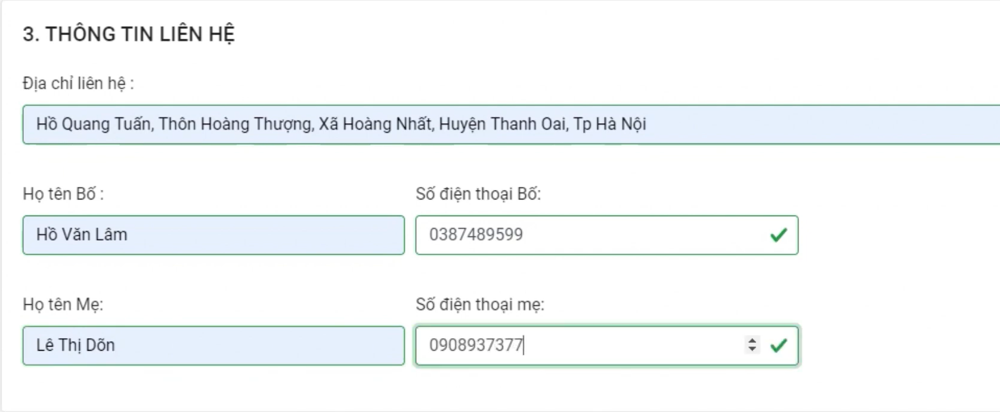 3. THÔNG TIN LIÊN HỆ
Địa chỉ liên hệ :
Hồ Quang Tuấn, Thôn Hoàng Thượng, Xã Hoàng Nhất, Huyện Thanh Oai, Tp Hà Nội
Họ tên Bố :
Số điện thoại Bố:
Hồ Văn Lâm
0387489599
Họ tên Mẹ:
Số điện thoại mẹ:
Lê Thị Dõn
0908937377